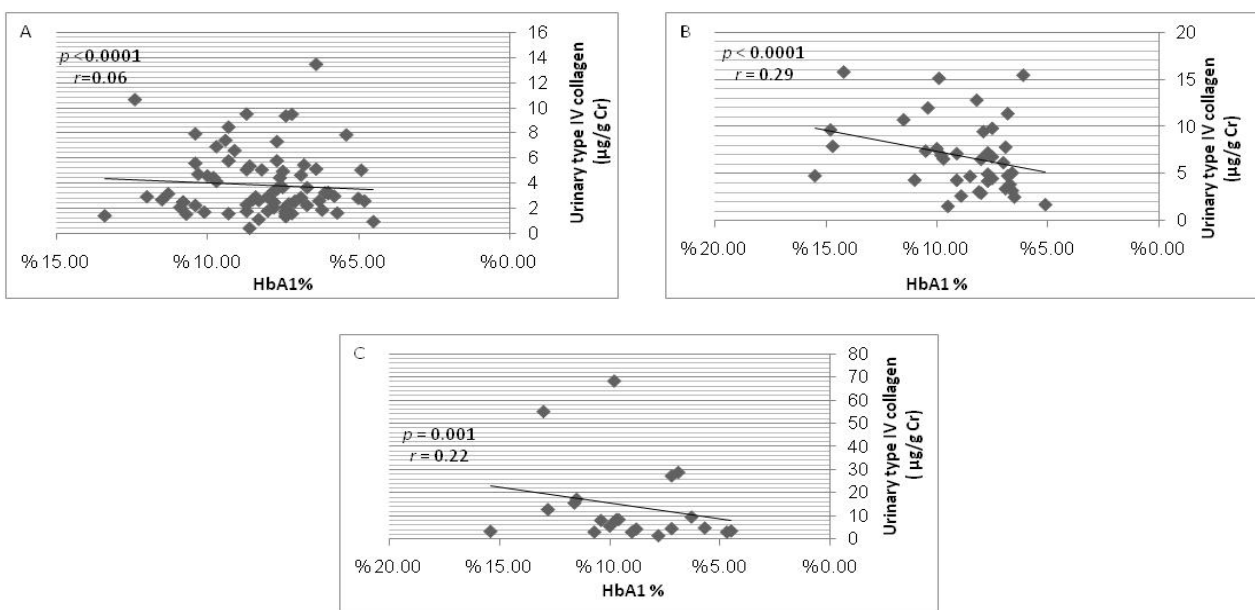 A
p <0.0001
r=0.06
16
14
12
10
8
6
4
2
0
Urinary type IV collagen
(µg/g Cr)
%15.00 %10.00 %5.00 %0.00
HbA1%
B
p < 0.0001
r = 0.29
20
15
10
5
0
Urinary type IV collagen
(µg/g Cr)
%20.00 %15.00 %10.00 %5.00 %0.00
HbA1 %
C
p = 0.001
r = 0.22
80
70
60
50
40
30
20
10
0
Urinary type IV collagen
( µg/g Cr)
%20.00 %15.00 %10.00 %5.00 %0.00
HbA1 %